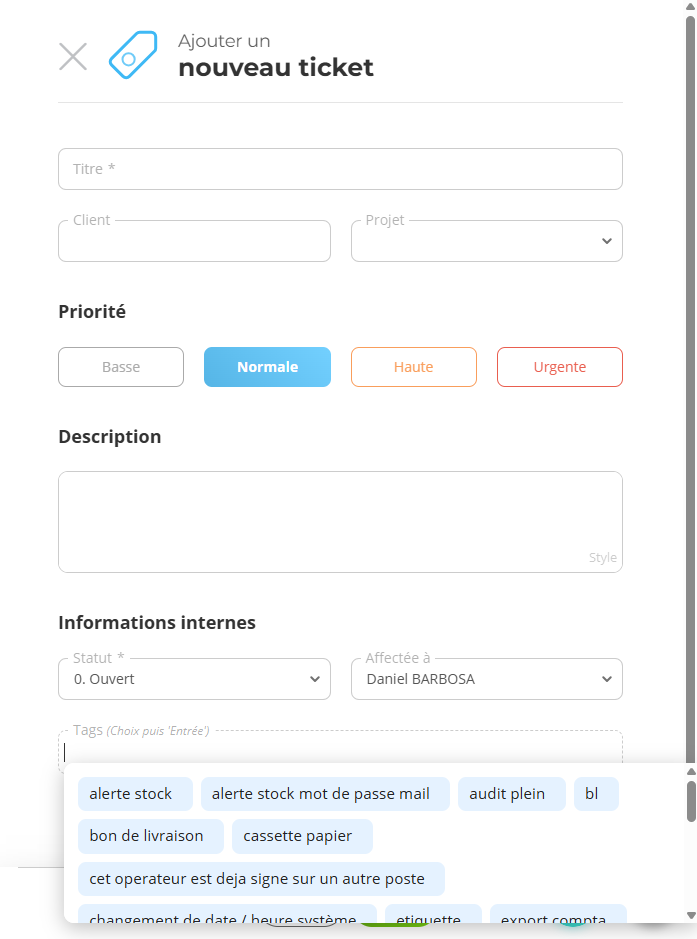 Ajouter un
nouveau ticket
Titre *
Client
Projet
Priorité
Basse
Normale
Haute
Urgente
Description
Style
Informations internes
Statut *
Affectée à
0. Ouvert
Daniel BARBOSA
Tags (Choix puis 'Entrée')
alerte stock
alerte stock mot de passe mail
audit plein
bl
bon de livraison
cassette papier
cet operateur est deja signe sur un autre poste
changement de date / heure système
etiquette
export compta